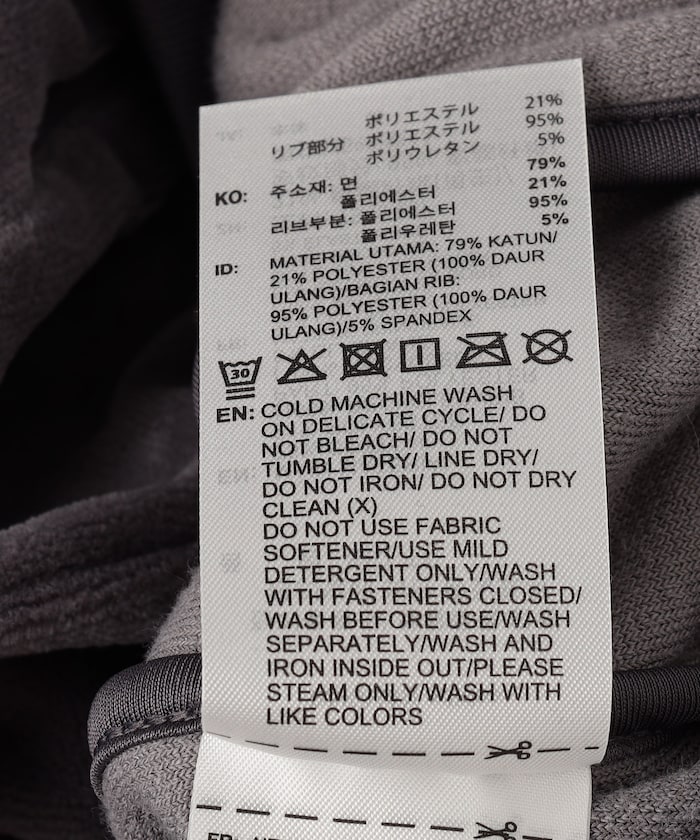 ポリエステル 21%
リブ部分 ポリエステル 95%
ポリウレタン 5%
KO: 주소재: 면 79%
폴리에스터 21%
리브부분: 폴리에스터 95%
폴리우레탄 5%
ID: MATERIAL UTAMA: 79% KATUN/
21% POLYESTER (100% DAUR
ULANG)/BAGIAN RIB:
95% POLYESTER (100% DAUR
ULANG)/5% SPANDEX
30
EN: COLD MACHINE WASH
ON DELICATE CYCLE/ DO
NOT BLEACH/ DO NOT
TUMBLE DRY/ LINE DRY/
DO NOT IRON/ DO NOT DRY
CLEAN (X)
DO NOT USE FABRIC
SOFTENER/USE MILD
DETERGENT ONLY/WASH
WITH FASTENERS CLOSED/
WASH BEFORE USE/WASH
SEPARATELY/WASH AND
IRON INSIDE OUT/PLEASE
STEAM ONLY/WASH WITH
LIKE COLORS